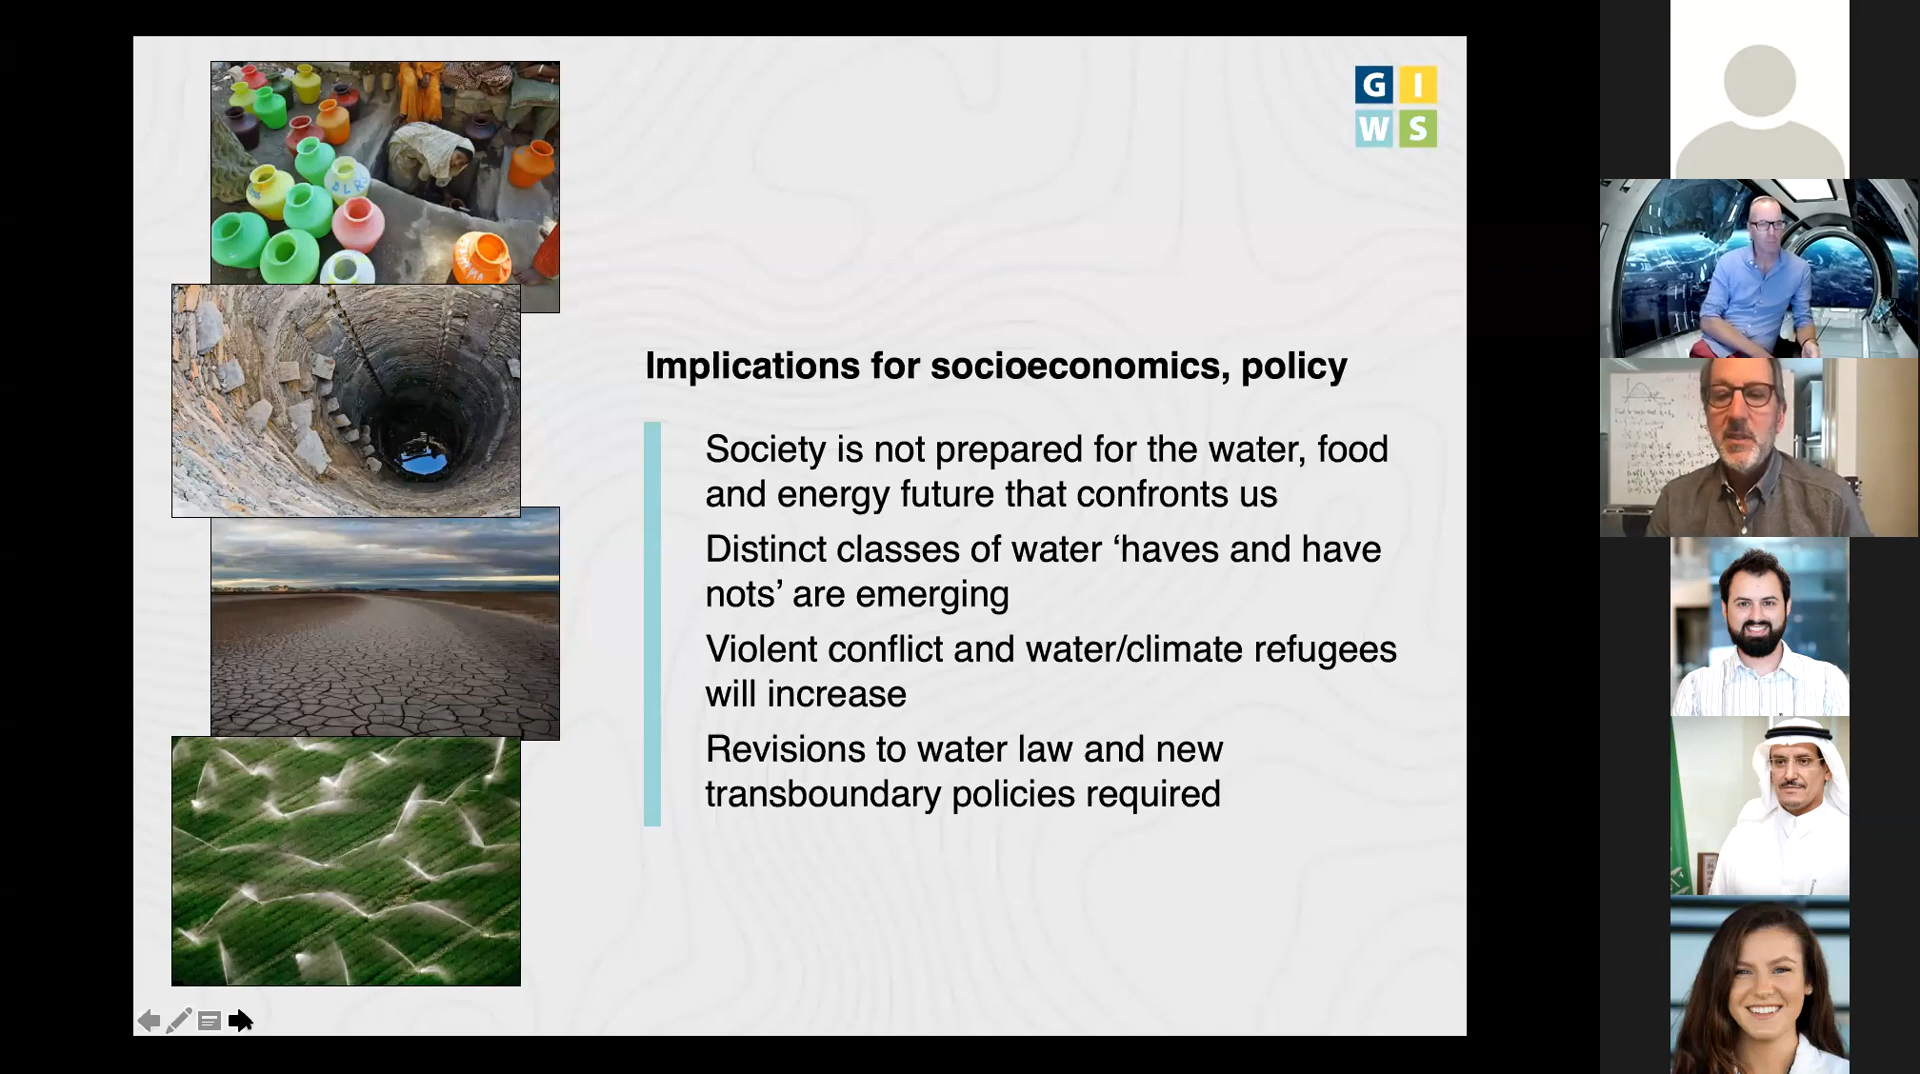 G I
W S
Implications for socioeconomics, policy
Society is not prepared for the water, food
and energy future that confronts us
Distinct classes of water ‘haves and have
nots’ are emerging
Violent conflict and water/climate refugees
will increase
Revisions to water law and new
transboundary policies required